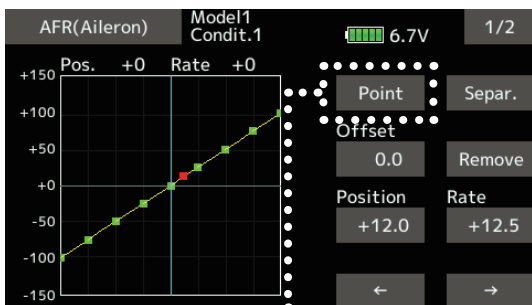 AFR(Aileron)
Model1
Condit.1
6.7V
1/2
Pos. +0 Rate +0
+150
+100
+50
+0
-50
-100
-150
Point
Separ.
Offset
0.0
Remove
Position
Rate
+12.0
+12.5
←
→